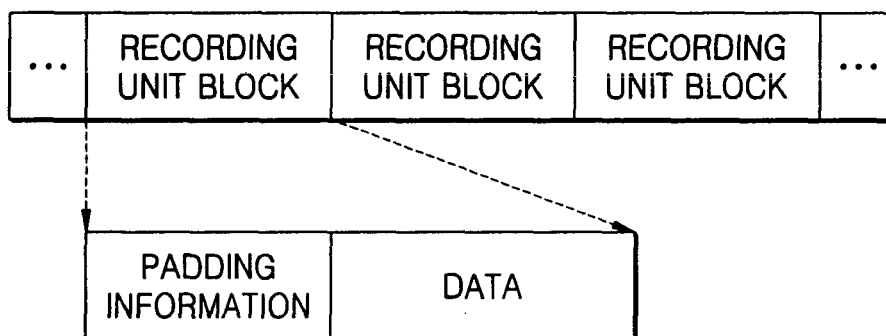 ... RECORDING RECORDING RECORDING ...
UNIT BLOCK UNIT BLOCK UNIT BLOCK
PADDING
INFORMATION DATA